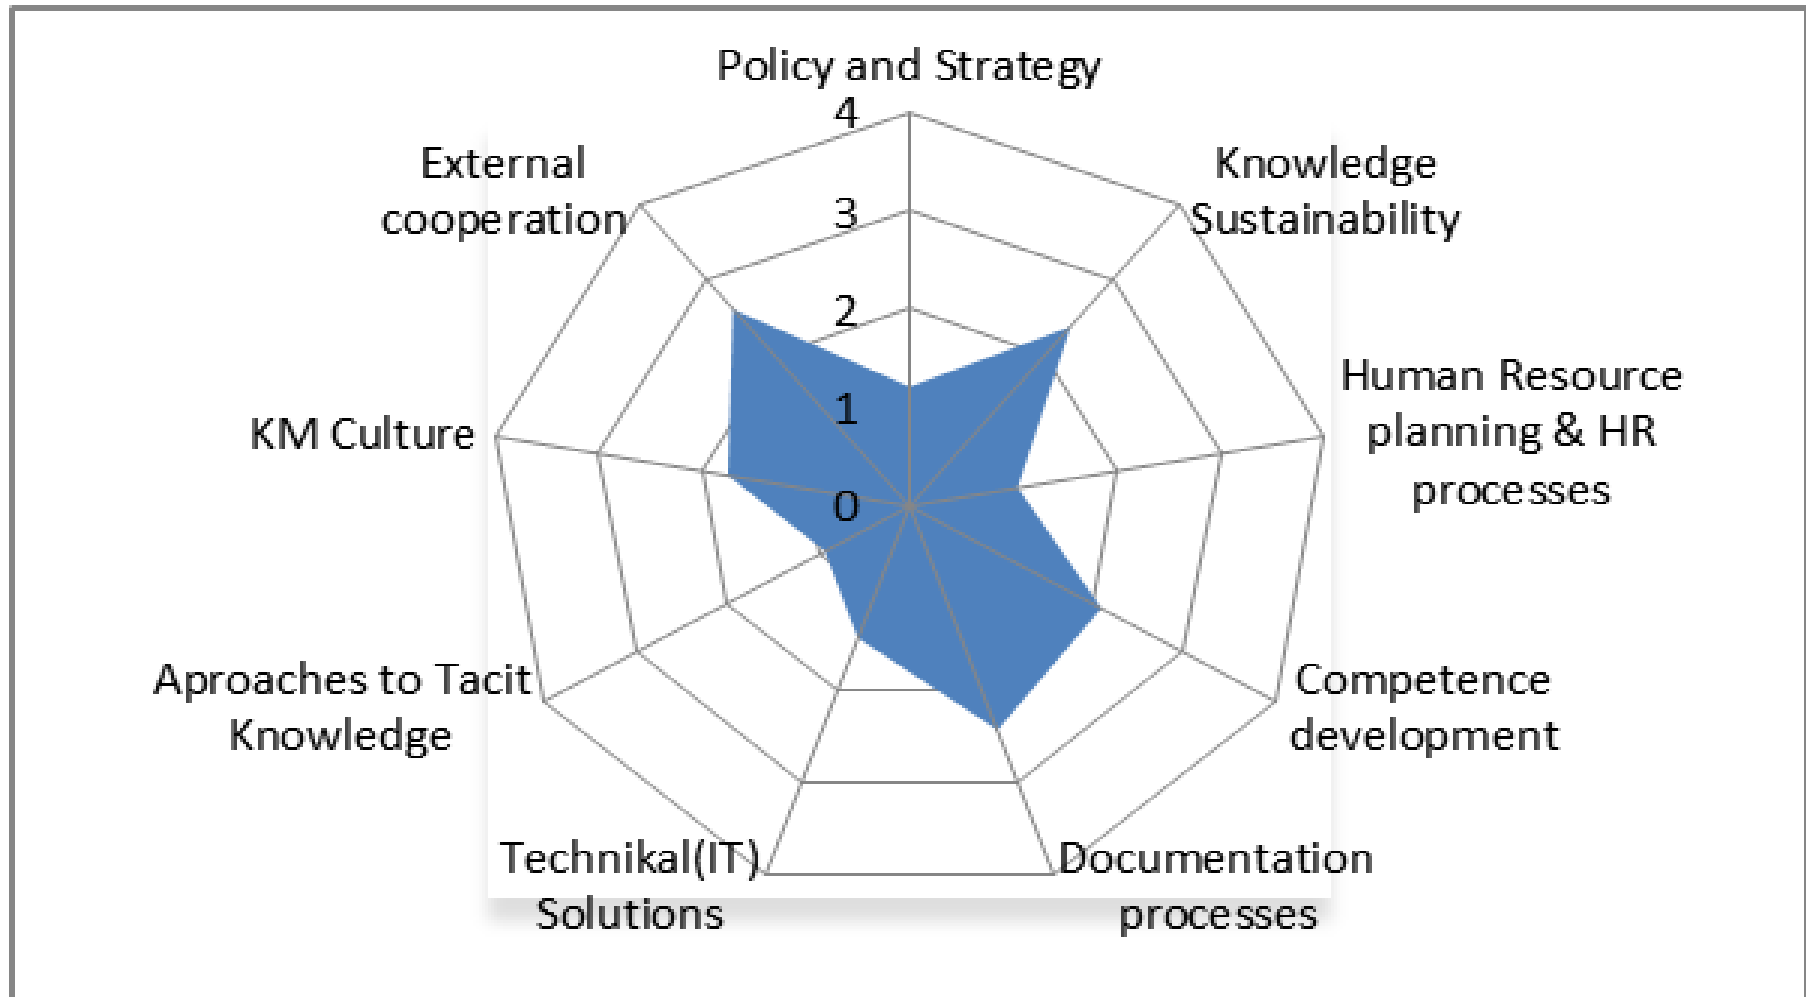 Policy and Strategy
4
3
2
1
0
Knowledge
Sustainability
Human Resource
planning & HR
processes
Competence
development
Documentation
processes
Technikal(IT)
Solutions
Aproaches to Tacit
Knowledge
KM Culture
External
cooperation